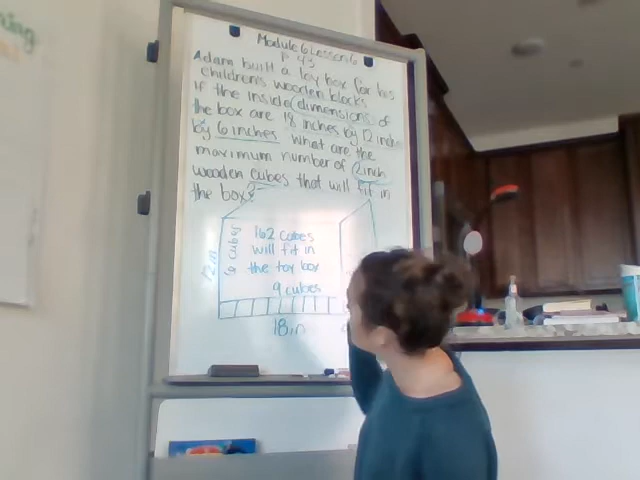 Module 6 Lesson 6
P 43
Adam built a toy box for his
children's wooden blocks
If the inside dimensions of
the box are 18 inches by 12 inch
by 6 inches What are the
maximum number of 2 inch
wooden cubes that will fit in
the box?
162 cubes
will fit in
the toy box
6 cubes
12 in
9 cubes
18 in